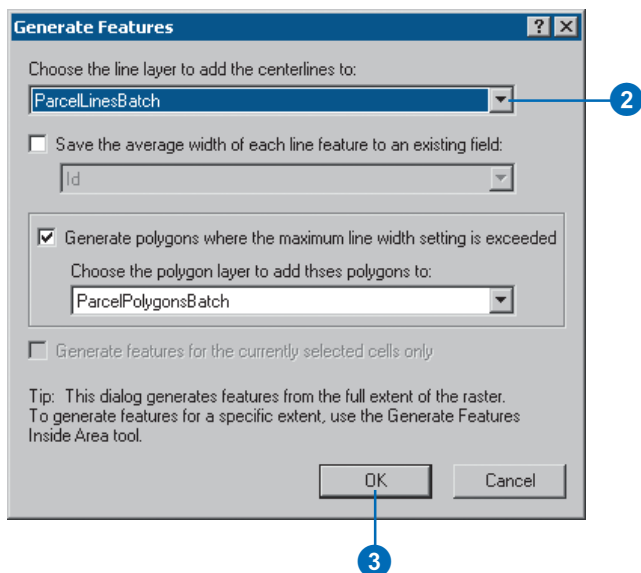 Generate Features
Choose the line layer to add the centerlines to:
ParcelLinesBatch
2
Save the average width of each line feature to an existing field:
Id
Generate polygons where the maximum line width setting is exceeded
Choose the polygon layer to add thses polygons to:
ParcelPolygonsBatch
Generate features for the currently selected cells only
Tip: This dialog generates features from the full extent of the raster.
To generate features for a specific extent, use the Generate Features
Inside Area tool.
OK
Cancel
3